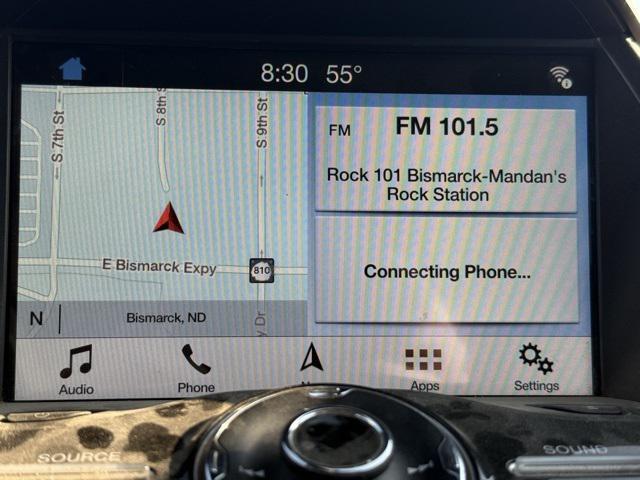 8:30 55°
S 7th St
S 8th S
S 9th St
E Bismarck Expy
810
y Dr
N
Bismarck, ND
FM
FM 101.5
Rock 101 Bismarck-Mandan's
Rock Station
Connecting Phone...
Audio
Phone
Apps
Settings
SOURCE
SOUND